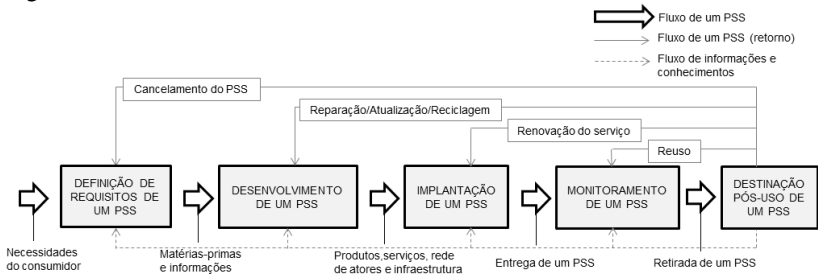 Fluxo de um PSS
Fluxo de um PSS (retorno)
Fluxo de informações e
conhecimentos
Cancelamento do PSS
Reparação/Atualização/Reciclagem
Renovação do serviço
Reuso
DEFINIÇÃO DE
REQUISITOS DE
UM PSS
DESENVOLVIMENTO
DE UM PSS
IMPLANTAÇÃO
DE UM PSS
MONITORAMENTO
DE UM PSS
DESTINAÇÃO
PÓS-USO DE
UM PSS
Necessidades
do consumidor
Matérias-primas
e informações
Produtos,serviços, rede
de atores e infraestrutura
Entrega de um PSS
Retirada de um PSS